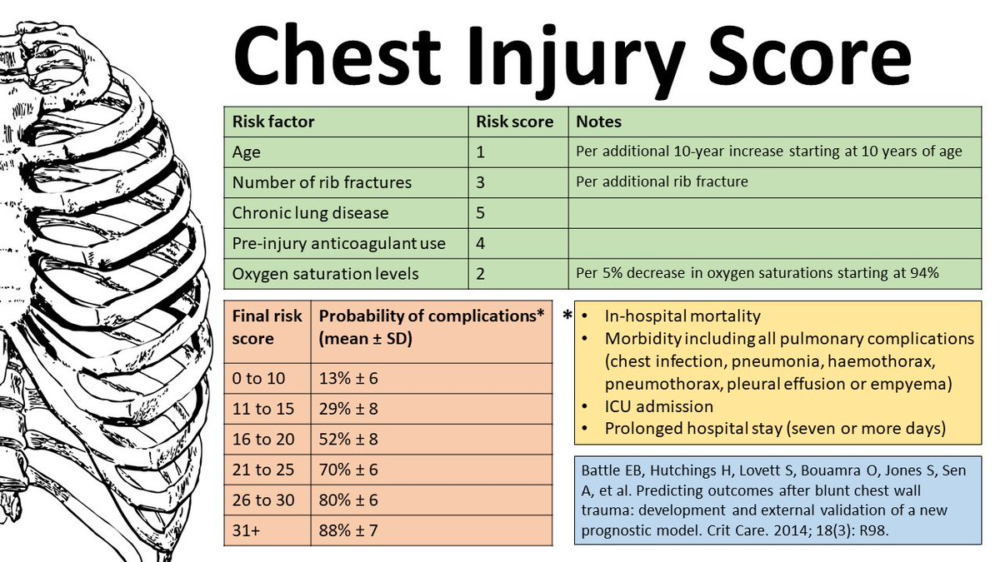 Chest Injury Score
Risk factor Risk score Notes
Age 1 Per additional 10-year increase starting at 10 years of age
Number of rib fractures 3 Per additional rib fracture
Chronic lung disease 5
Pre-injury anticoagulant use 4
Oxygen saturation levels 2 Per 5% decrease in oxygen saturations starting at 94%
Final risk
score
Probability of complications*
(mean ± SD)
0 to 10 13% ± 6
11 to 15 29% ± 8
16 to 20 52% ± 8
21 to 25 70% ± 6
26 to 30 80% ± 6
31+ 88% ± 7
*
• In-hospital mortality
• Morbidity including all pulmonary complications
(chest infection, pneumonia, haemothorax,
pneumothorax, pleural effusion or empyema)
• ICU admission
• Prolonged hospital stay (seven or more days)
Battle EB, Hutchings H, Lovett S, Bouamra O, Jones S, Sen
A, et al. Predicting outcomes after blunt chest wall
trauma: development and external validation of a new
prognostic model. Crit Care. 2014; 18(3): R98.